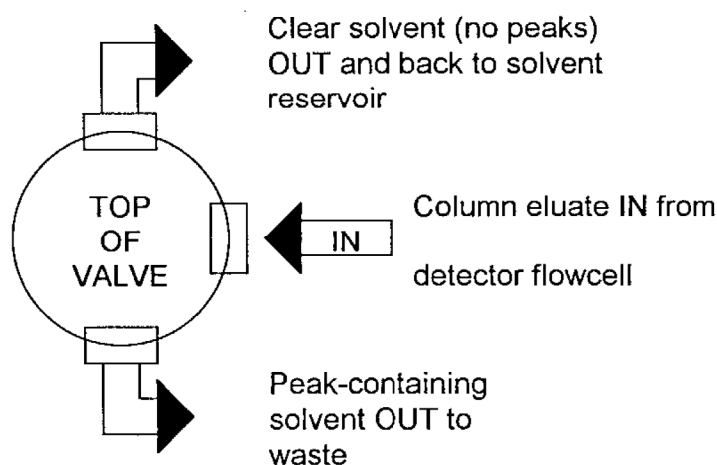 Clear solvent (no peaks)
OUT and back to solvent
reservoir
TOP
OF
VALVE
IN
Column eluate IN from
detector flowcell
Peak-containing
solvent OUT to
waste